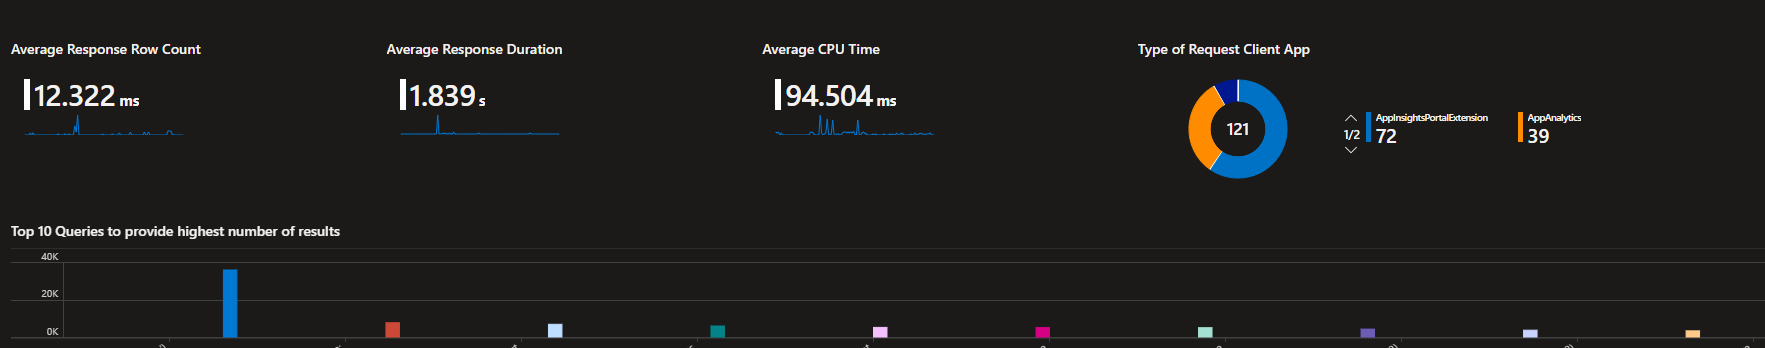 Average Response Row Count
Average Response Duration
Average CPU Time
Type of Request Client App
12.322 ms
1.839 s
94.504 ms
121
1/2
AppInsightsPortalExtension
72
AppAnalytics
39
Top 10 Queries to provide highest number of results
40K
20K
0K